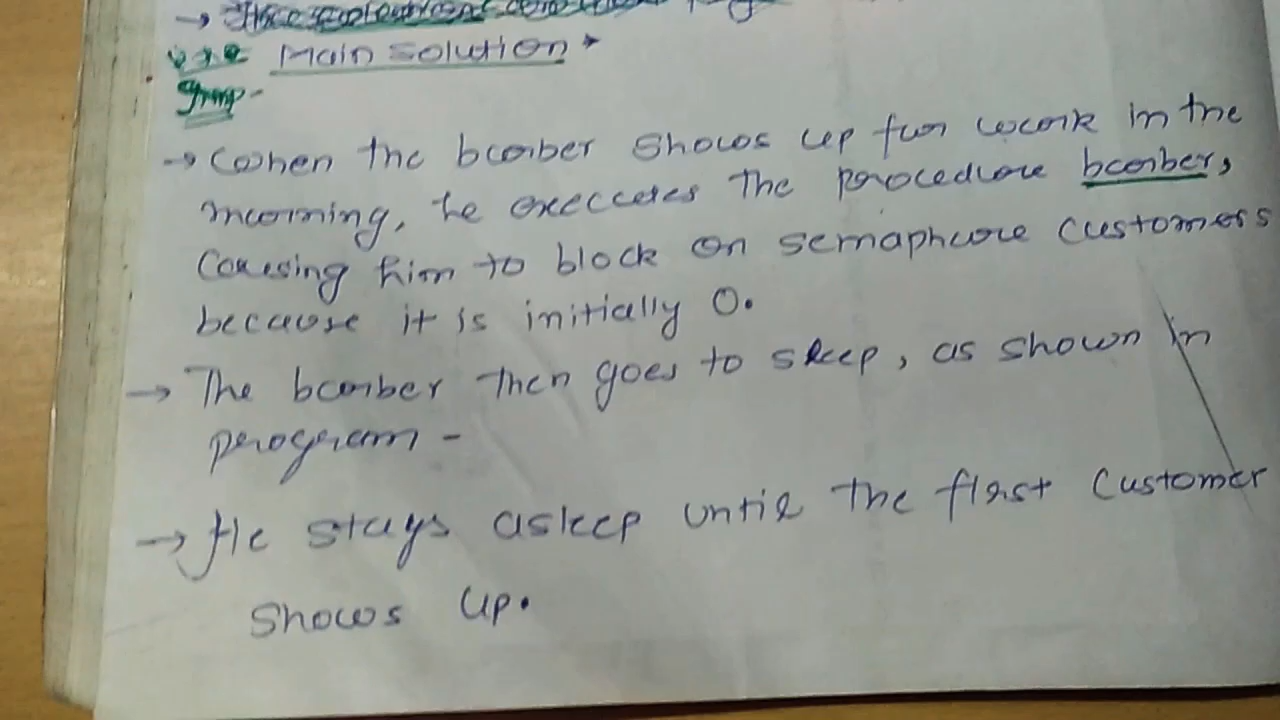 → The
Main solution →
Imp -
→ When the barber shows up for work in the
morning, he executes the procedure barber,
causing him to block on semaphore customers
because it is initially 0.
→ The barber then goes to sleep, as shown in
program -
→ He stays asleep until the first customer
shows up.